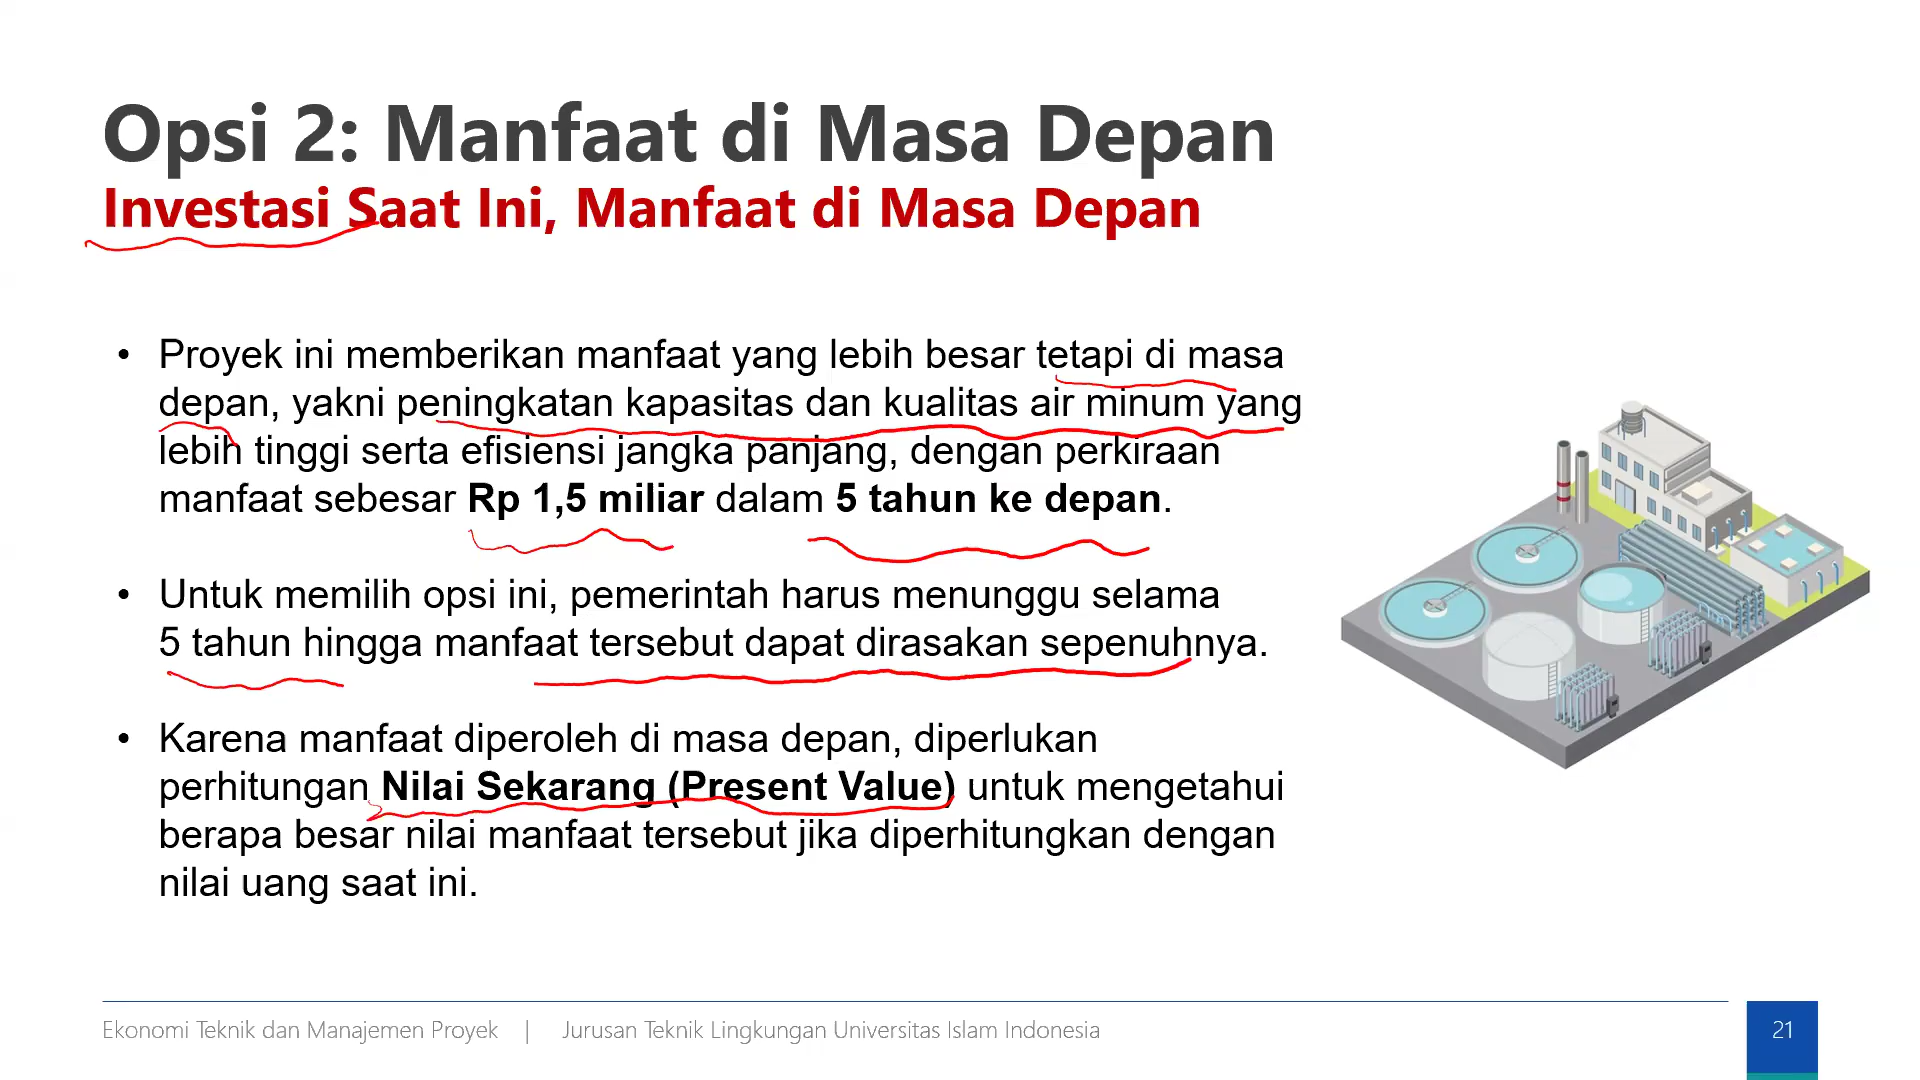 Opsi 2: Manfaat di Masa Depan
Investasi Saat Ini, Manfaat di Masa Depan
• Proyek ini memberikan manfaat yang lebih besar tetapi di masa
depan, yakni peningkatan kapasitas dan kualitas air minum yang
lebih tinggi serta efisiensi jangka panjang, dengan perkiraan
manfaat sebesar Rp 1,5 miliar dalam 5 tahun ke depan.
• Untuk memilih opsi ini, pemerintah harus menunggu selama
5 tahun hingga manfaat tersebut dapat dirasakan sepenuhnya.
• Karena manfaat diperoleh di masa depan, diperlukan
perhitungan Nilai Sekarang (Present Value) untuk mengetahui
berapa besar nilai manfaat tersebut jika diperhitungkan dengan
nilai uang saat ini.
Ekonomi Teknik dan Manajemen Proyek | Jurusan Teknik Lingkungan Universitas Islam Indonesia
21